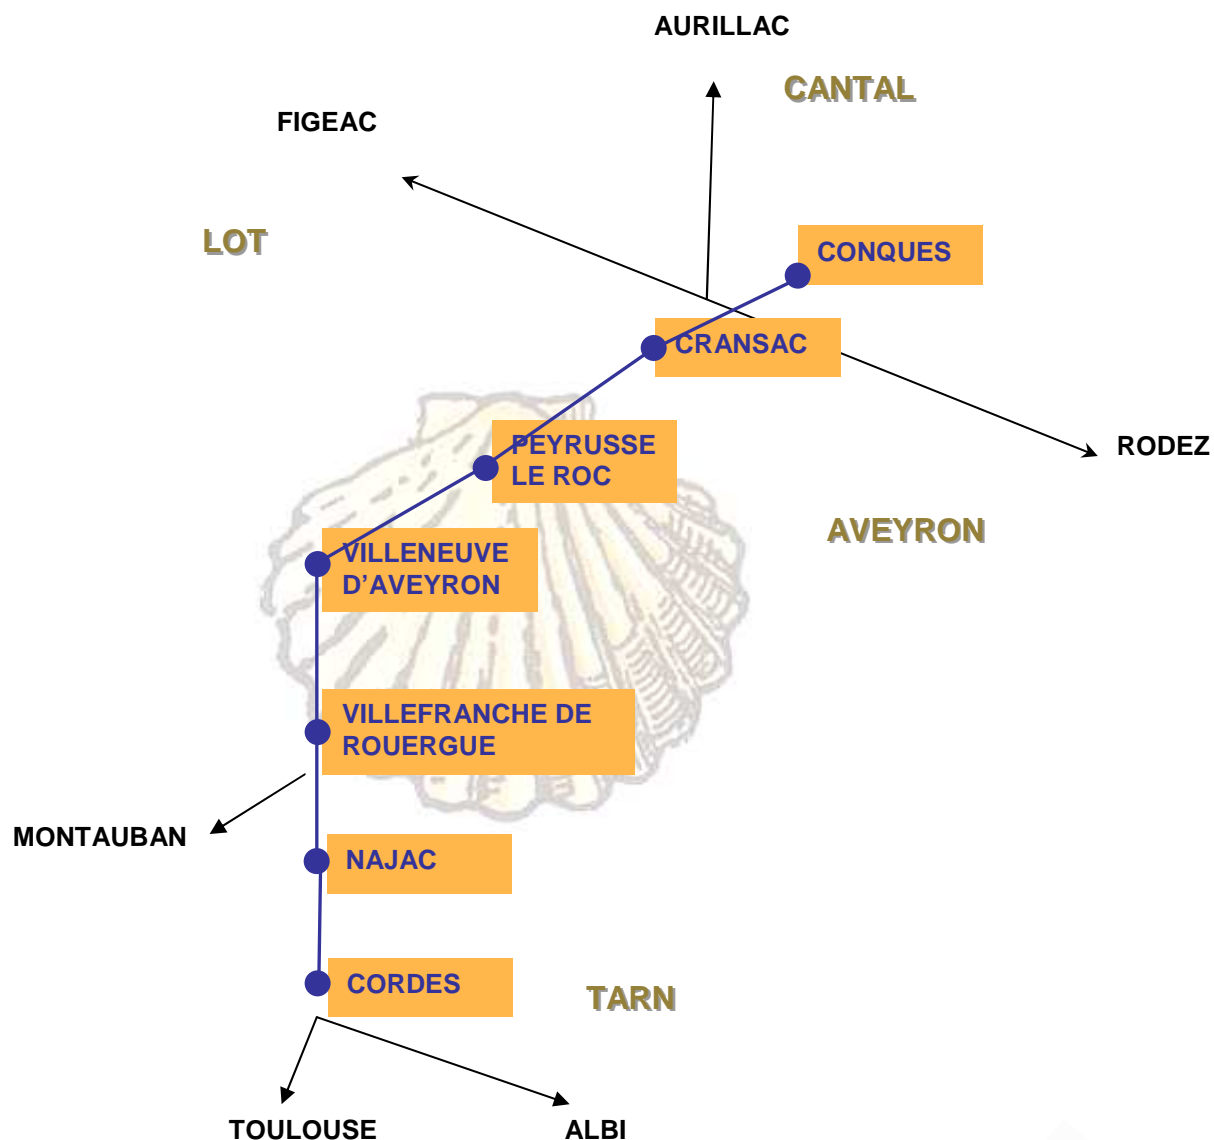 AURILLAC
CANTAL
FIGEAC
LOT
CONQUES
CRANSAC
RODEZ
PEYRUSSE
LE ROC
AVEYRON
VILLENEUVE
D’AVEYRON
VILLEFRANCHE DE
ROUERGUE
MONTAUBAN
NAJAC
CORDES
TARN
TOULOUSE
ALBI